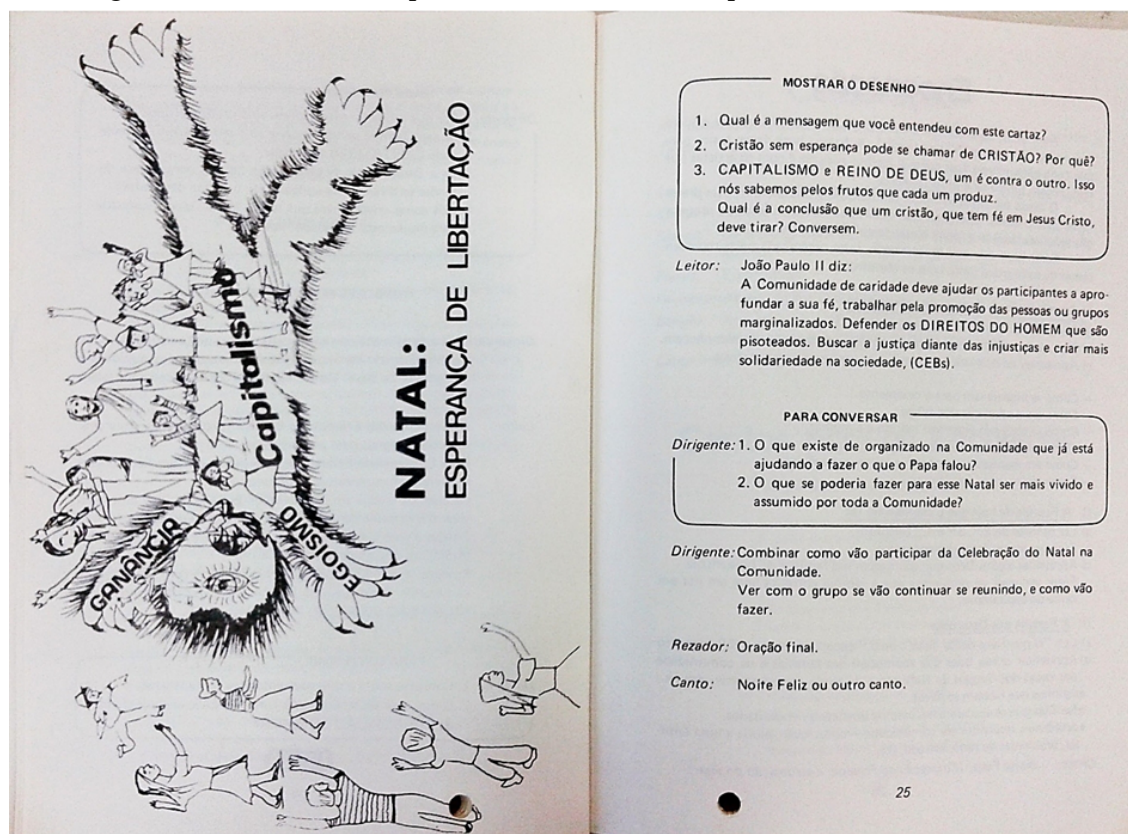 Capitalismo
GANÂNCIA
EGOISMO
NATAL:
ESPERANÇA DE LIBERTAÇÃO
MOSTRAR O DESENHO
1. Qual é a mensagem que você entendeu com este cartaz?
2. Cristão sem esperança pode se chamar de CRISTÃO? Por quê?
3. CAPITALISMO e REINO DE DEUS, um é contra o outro. Isso
nós sabemos pelos frutos que cada um produz.
Qual é a conclusão que um cristão, que tem fé em Jesus Cristo,
deve tirar? Conversem.
Leitor: João Paulo II diz:
A Comunidade de caridade deve ajudar os participantes a apro-
fundar a sua fé, trabalhar pela promoção das pessoas ou grupos
marginalizados. Defender os DIREITOS DO HOMEM que são
pisoteados. Buscar a justiça diante das injustiças e criar mais
solidariedade na sociedade, (CEBs).
PARA CONVERSAR
Dirigente: 1. O que existe de organizado na Comunidade que já está
ajudando a fazer o que o Papa falou?
2. O que se poderia fazer para esse Natal ser mais vivido e
assumido por toda a Comunidade?
Dirigente: Combinar como vão participar da Celebração do Natal na
Comunidade.
Ver com o grupo se vão continuar se reunindo, e como vão
fazer.
Rezador: Oração final.
Canto: Noite Feliz ou outro canto.
25